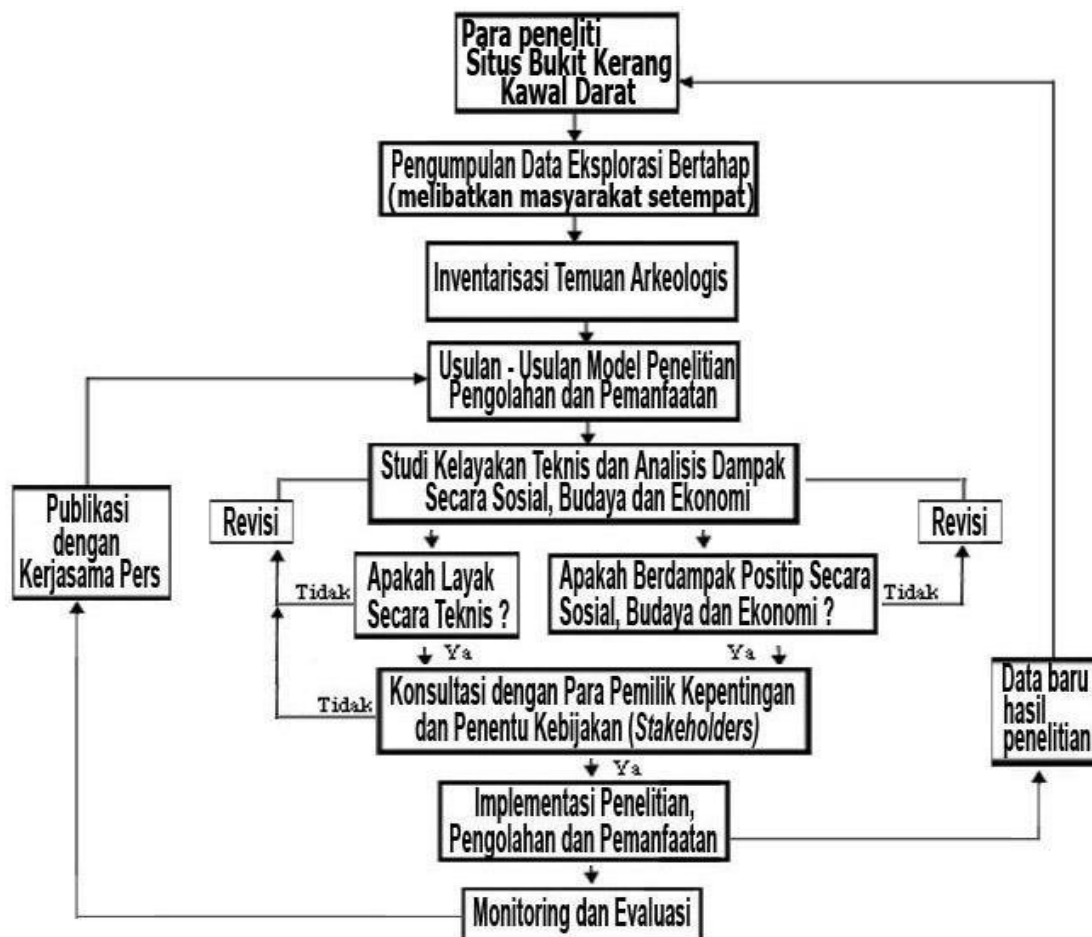 Para peneliti
Situs Bukit Kerang
Kawal Darat
Pengumpulan Data Eksplorasi Bertahap
(melibatkan masyarakat setempat)
Inventarisasi Temuan Arkeologis
Usulan - Usulan Model Penelitian
Pengolahan dan Pemanfaatan
Studi Kelayakan Teknis dan Analisis Dampak
Secara Sosial, Budaya dan Ekonomi
Publikasi
dengan
Kerjasama Pers
Revisi
Revisi
Apakah Layak
Secara Teknis ?
Tidak
Apakah Berdampak Positip Secara
Sosial, Budaya dan Ekonomi ?
Tidak
Ya
Ya
Konsultasi dengan Para Pemilik Kepentingan
dan Penentu Kebijakan (Stakeholders)
Tidak
Data baru
hasil
penelitian
Ya
Implementasi Penelitian,
Pengolahan dan Pemanfaatan
Monitoring dan Evaluasi